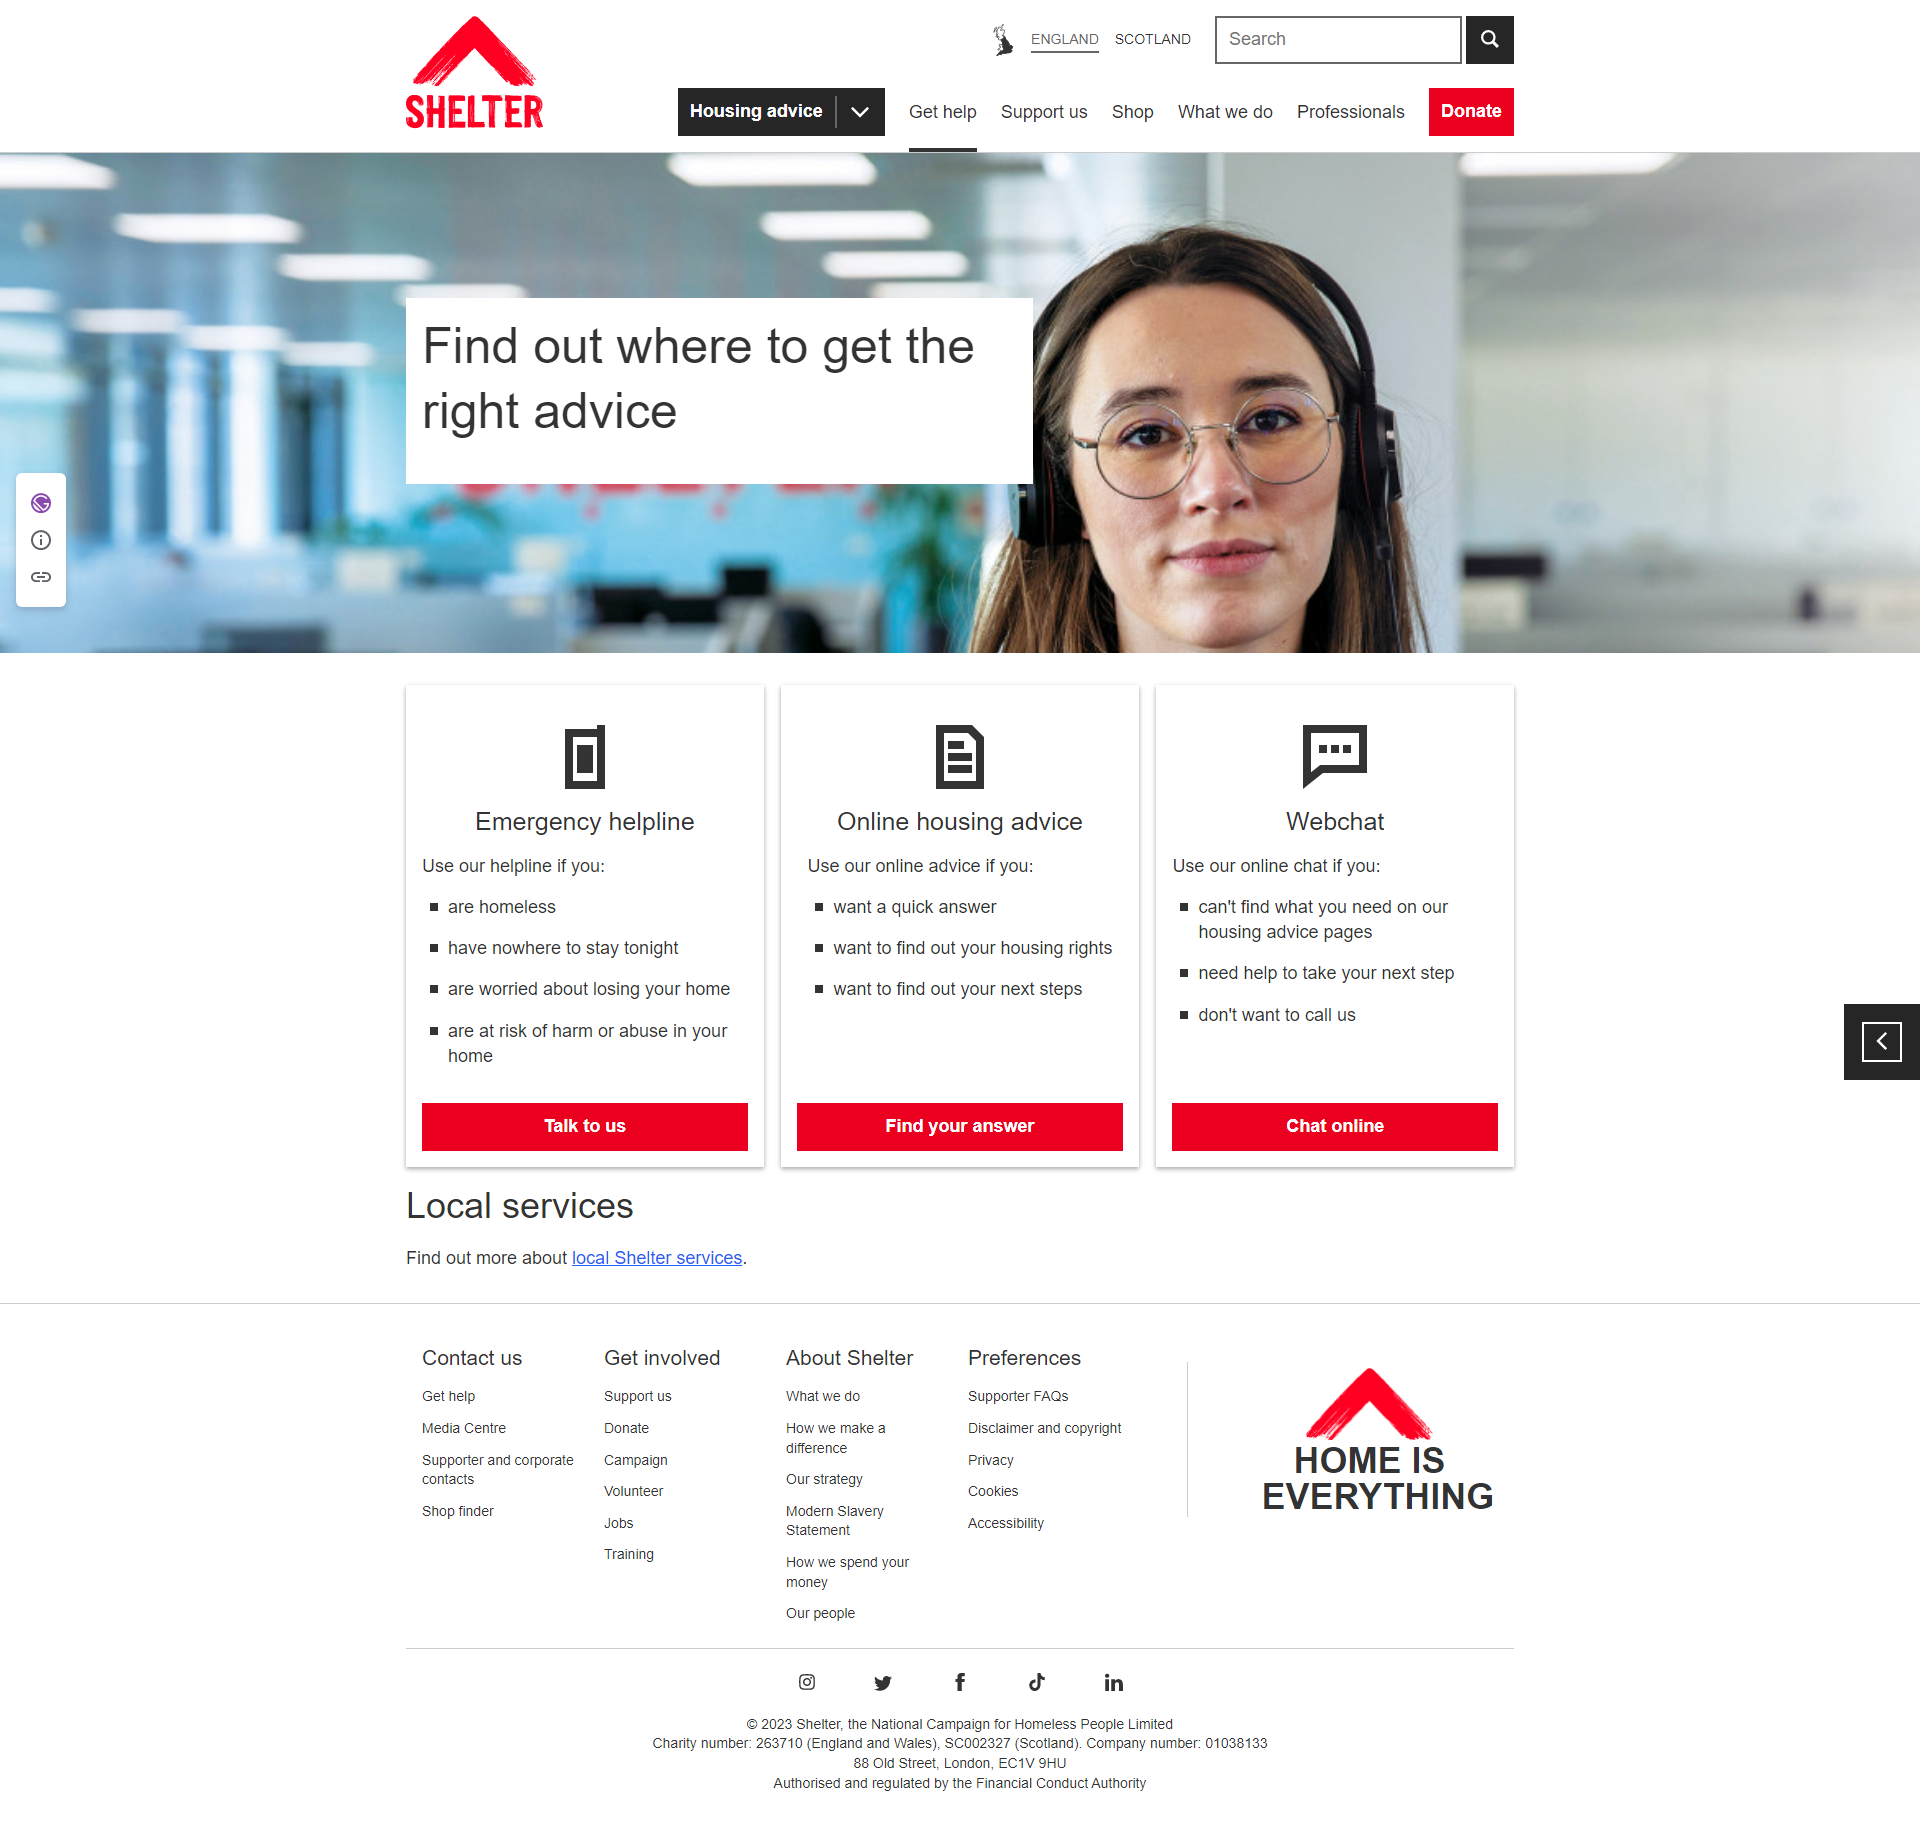 SHELTER
ENGLAND
SCOTLAND
Search
Housing advice
Get help
Support us
Shop
What we do
Professionals
Donate
Find out where to get the
right advice
Emergency helpline
Use our helpline if you:
are homeless
have nowhere to stay tonight
are worried about losing your home
are at risk of harm or abuse in your
home
Talk to us
Online housing advice
Use our online advice if you:
want a quick answer
want to find out your housing rights
want to find out your next steps
Find your answer
Webchat
Use our online chat if you:
can't find what you need on our
housing advice pages
need help to take your next step
don't want to call us
Chat online
Local services
Find out more about local Shelter services.
Contact us
Get help
Media Centre
Supporter and corporate
contacts
Shop finder
Get involved
Support us
Donate
Campaign
Volunteer
Jobs
Training
About Shelter
What we do
How we make a
difference
Our strategy
Modern Slavery
Statement
How we spend your
money
Our people
Preferences
Supporter FAQs
Disclaimer and copyright
Privacy
Cookies
Accessibility
HOME IS
EVERYTHING
© 2023 Shelter, the National Campaign for Homeless People Limited
Charity number: 263710 (England and Wales), SC002327 (Scotland). Company number: 01038133
88 Old Street, London, EC1V 9HU
Authorised and regulated by the Financial Conduct Authority